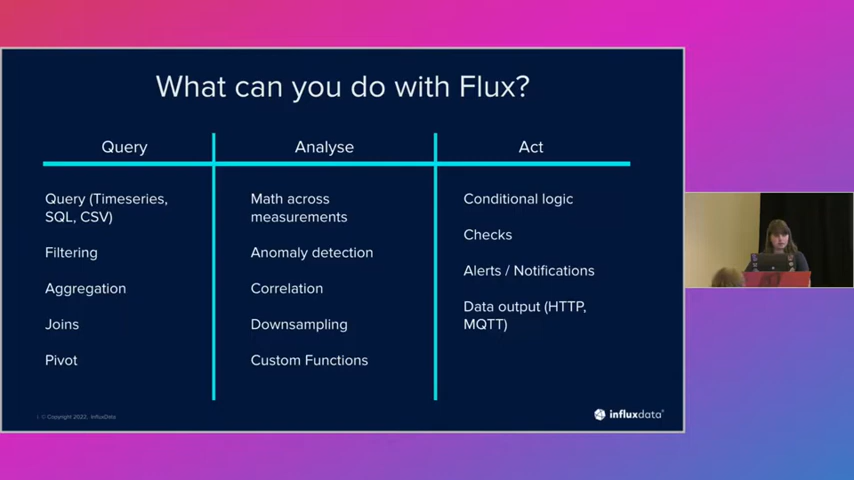 What can you do with Flux?
Query
Analyse
Act
Query (Timeseries,
SQL, CSV)
Filtering
Aggregation
Joins
Pivot
Math across
measurements
Anomaly detection
Correlation
Downsampling
Custom Functions
Conditional logic
Checks
Alerts / Notifications
Data output (HTTP,
MQTT)
© Copyright 2022, InfluxData
influxdata®